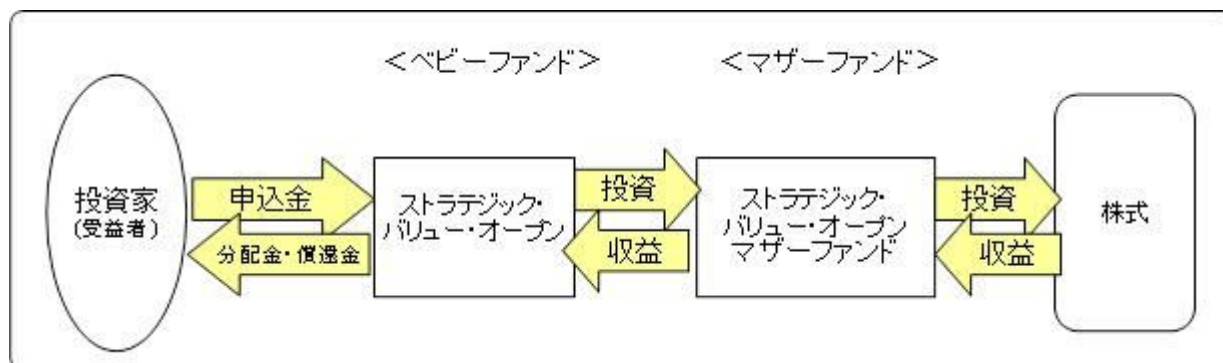 ＜ベビーファンド＞
＜マザーファンド＞
投資家
(受益者)
申込金
分配金・償還金
ストラテジック・
バリュー・オープン
投資
収益
ストラテジック・
バリュー・オープン
マザーファンド
投資
収益
株式